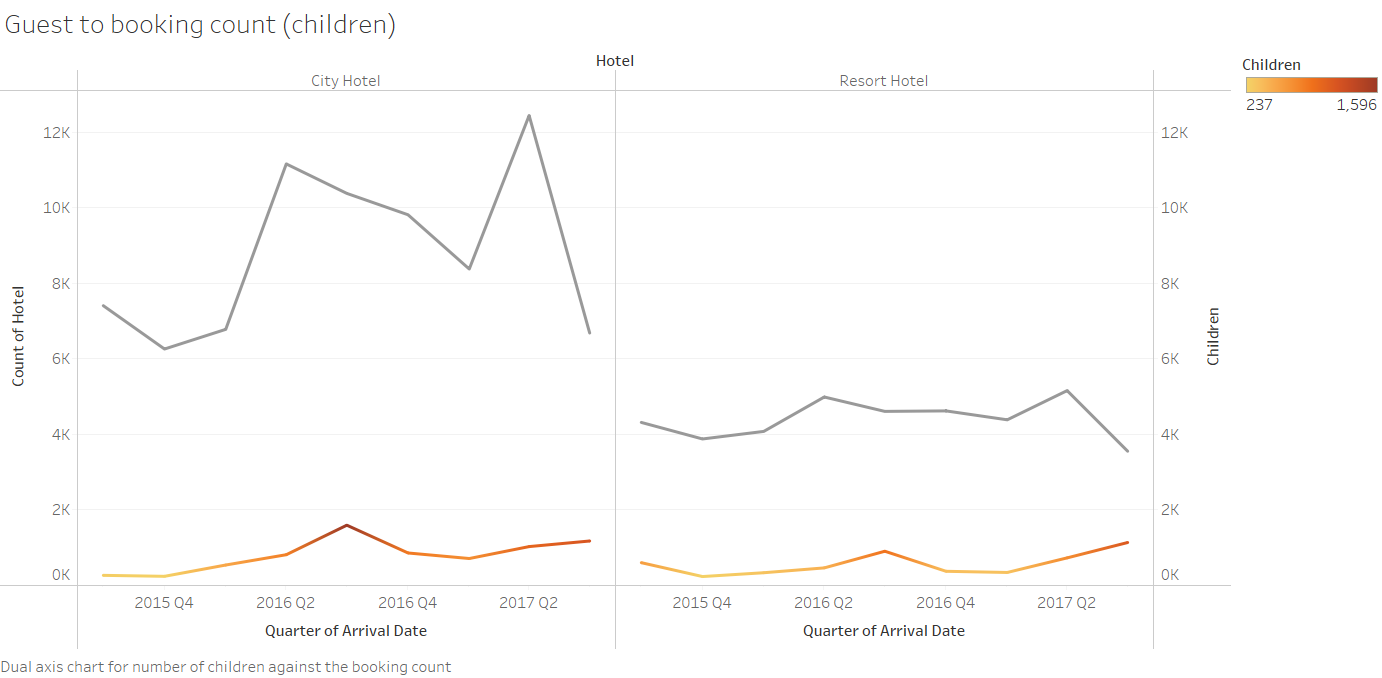 Guest to booking count (children)
Hotel
City Hotel
Resort Hotel
Count of Hotel
12K
10K
8K
6K
4K
2K
0K
12K
10K
8K
6K
4K
2K
0K
Children
2015 Q4
2016 Q2
2016 Q4
2017 Q2
2015 Q4
2016 Q2
2016 Q4
2017 Q2
Quarter of Arrival Date
Quarter of Arrival Date
Children
237 1,596
Dual axis chart for number of children against the booking count